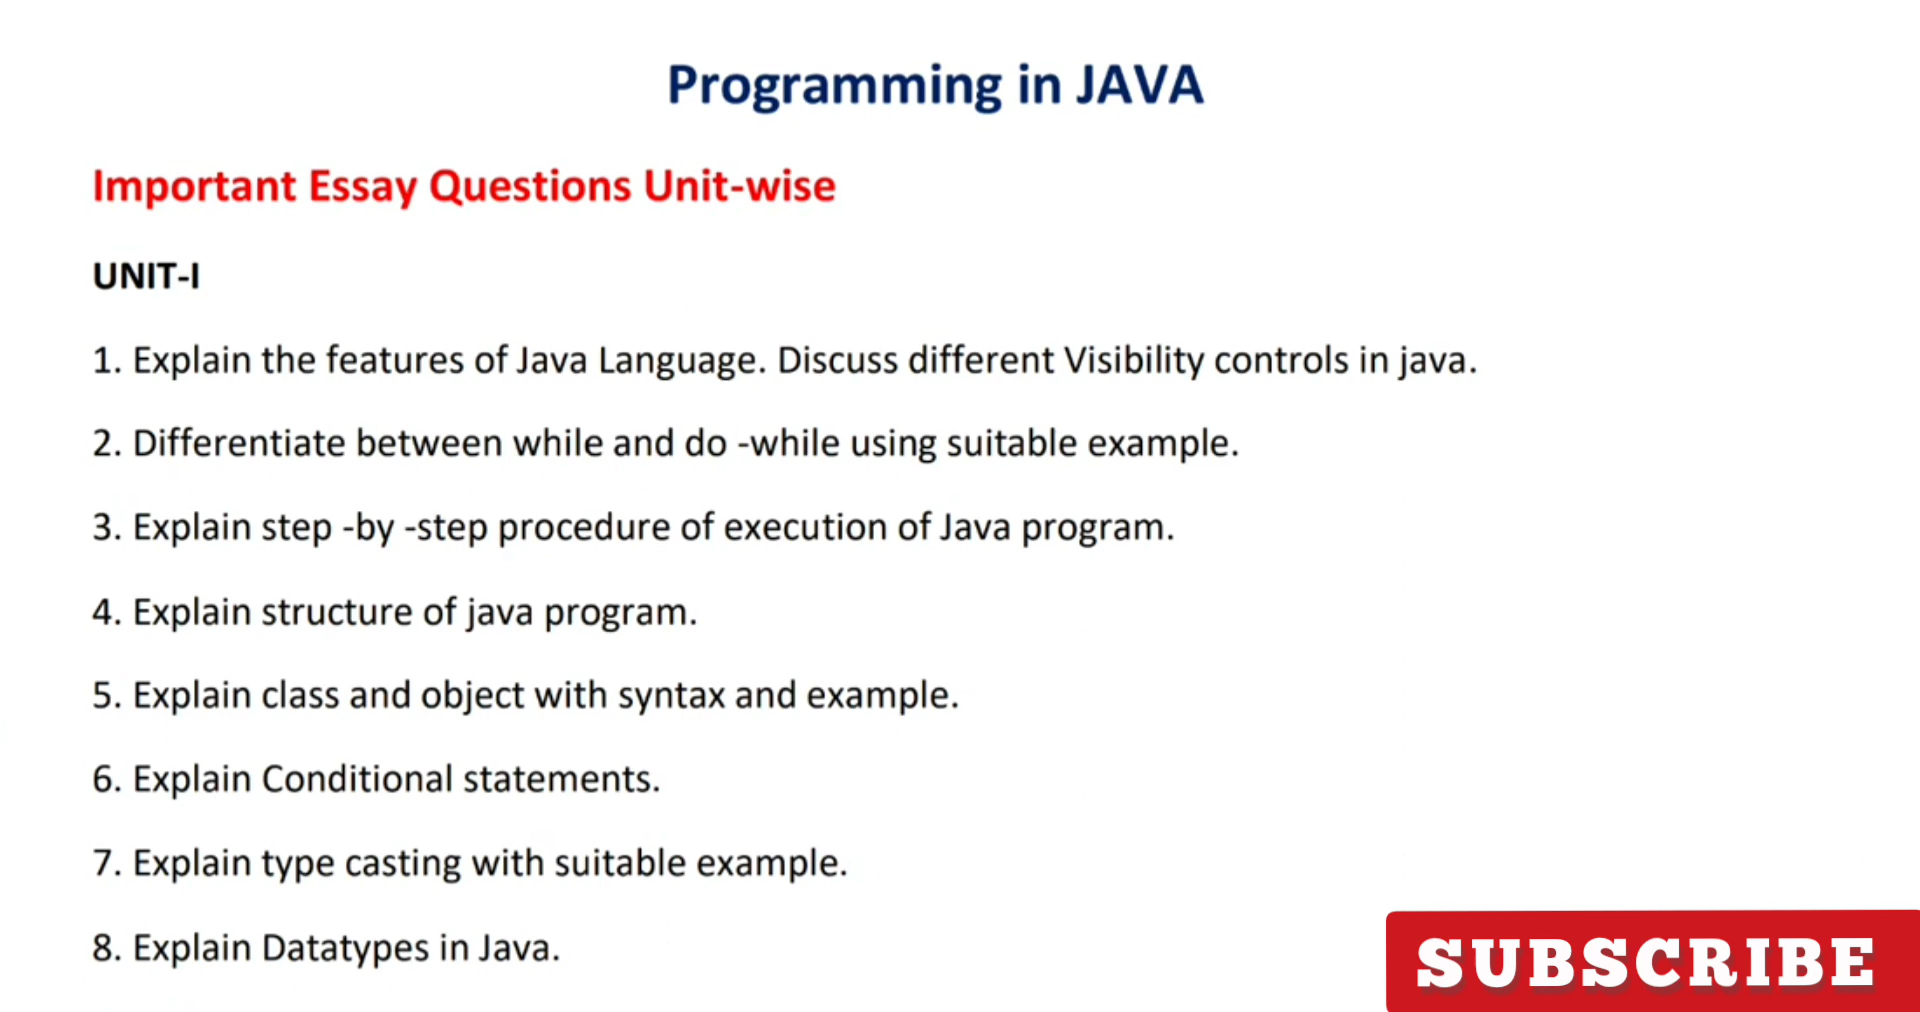 Programming in JAVA
Important Essay Questions Unit-wise
UNIT-I
1. Explain the features of Java Language. Discuss different Visibility controls in java.
2. Differentiate between while and do -while using suitable example.
3. Explain step -by -step procedure of execution of Java program.
4. Explain structure of java program.
5. Explain class and object with syntax and example.
6. Explain Conditional statements.
7. Explain type casting with suitable example.
8. Explain Datatypes in Java.
SUBSCRIBE